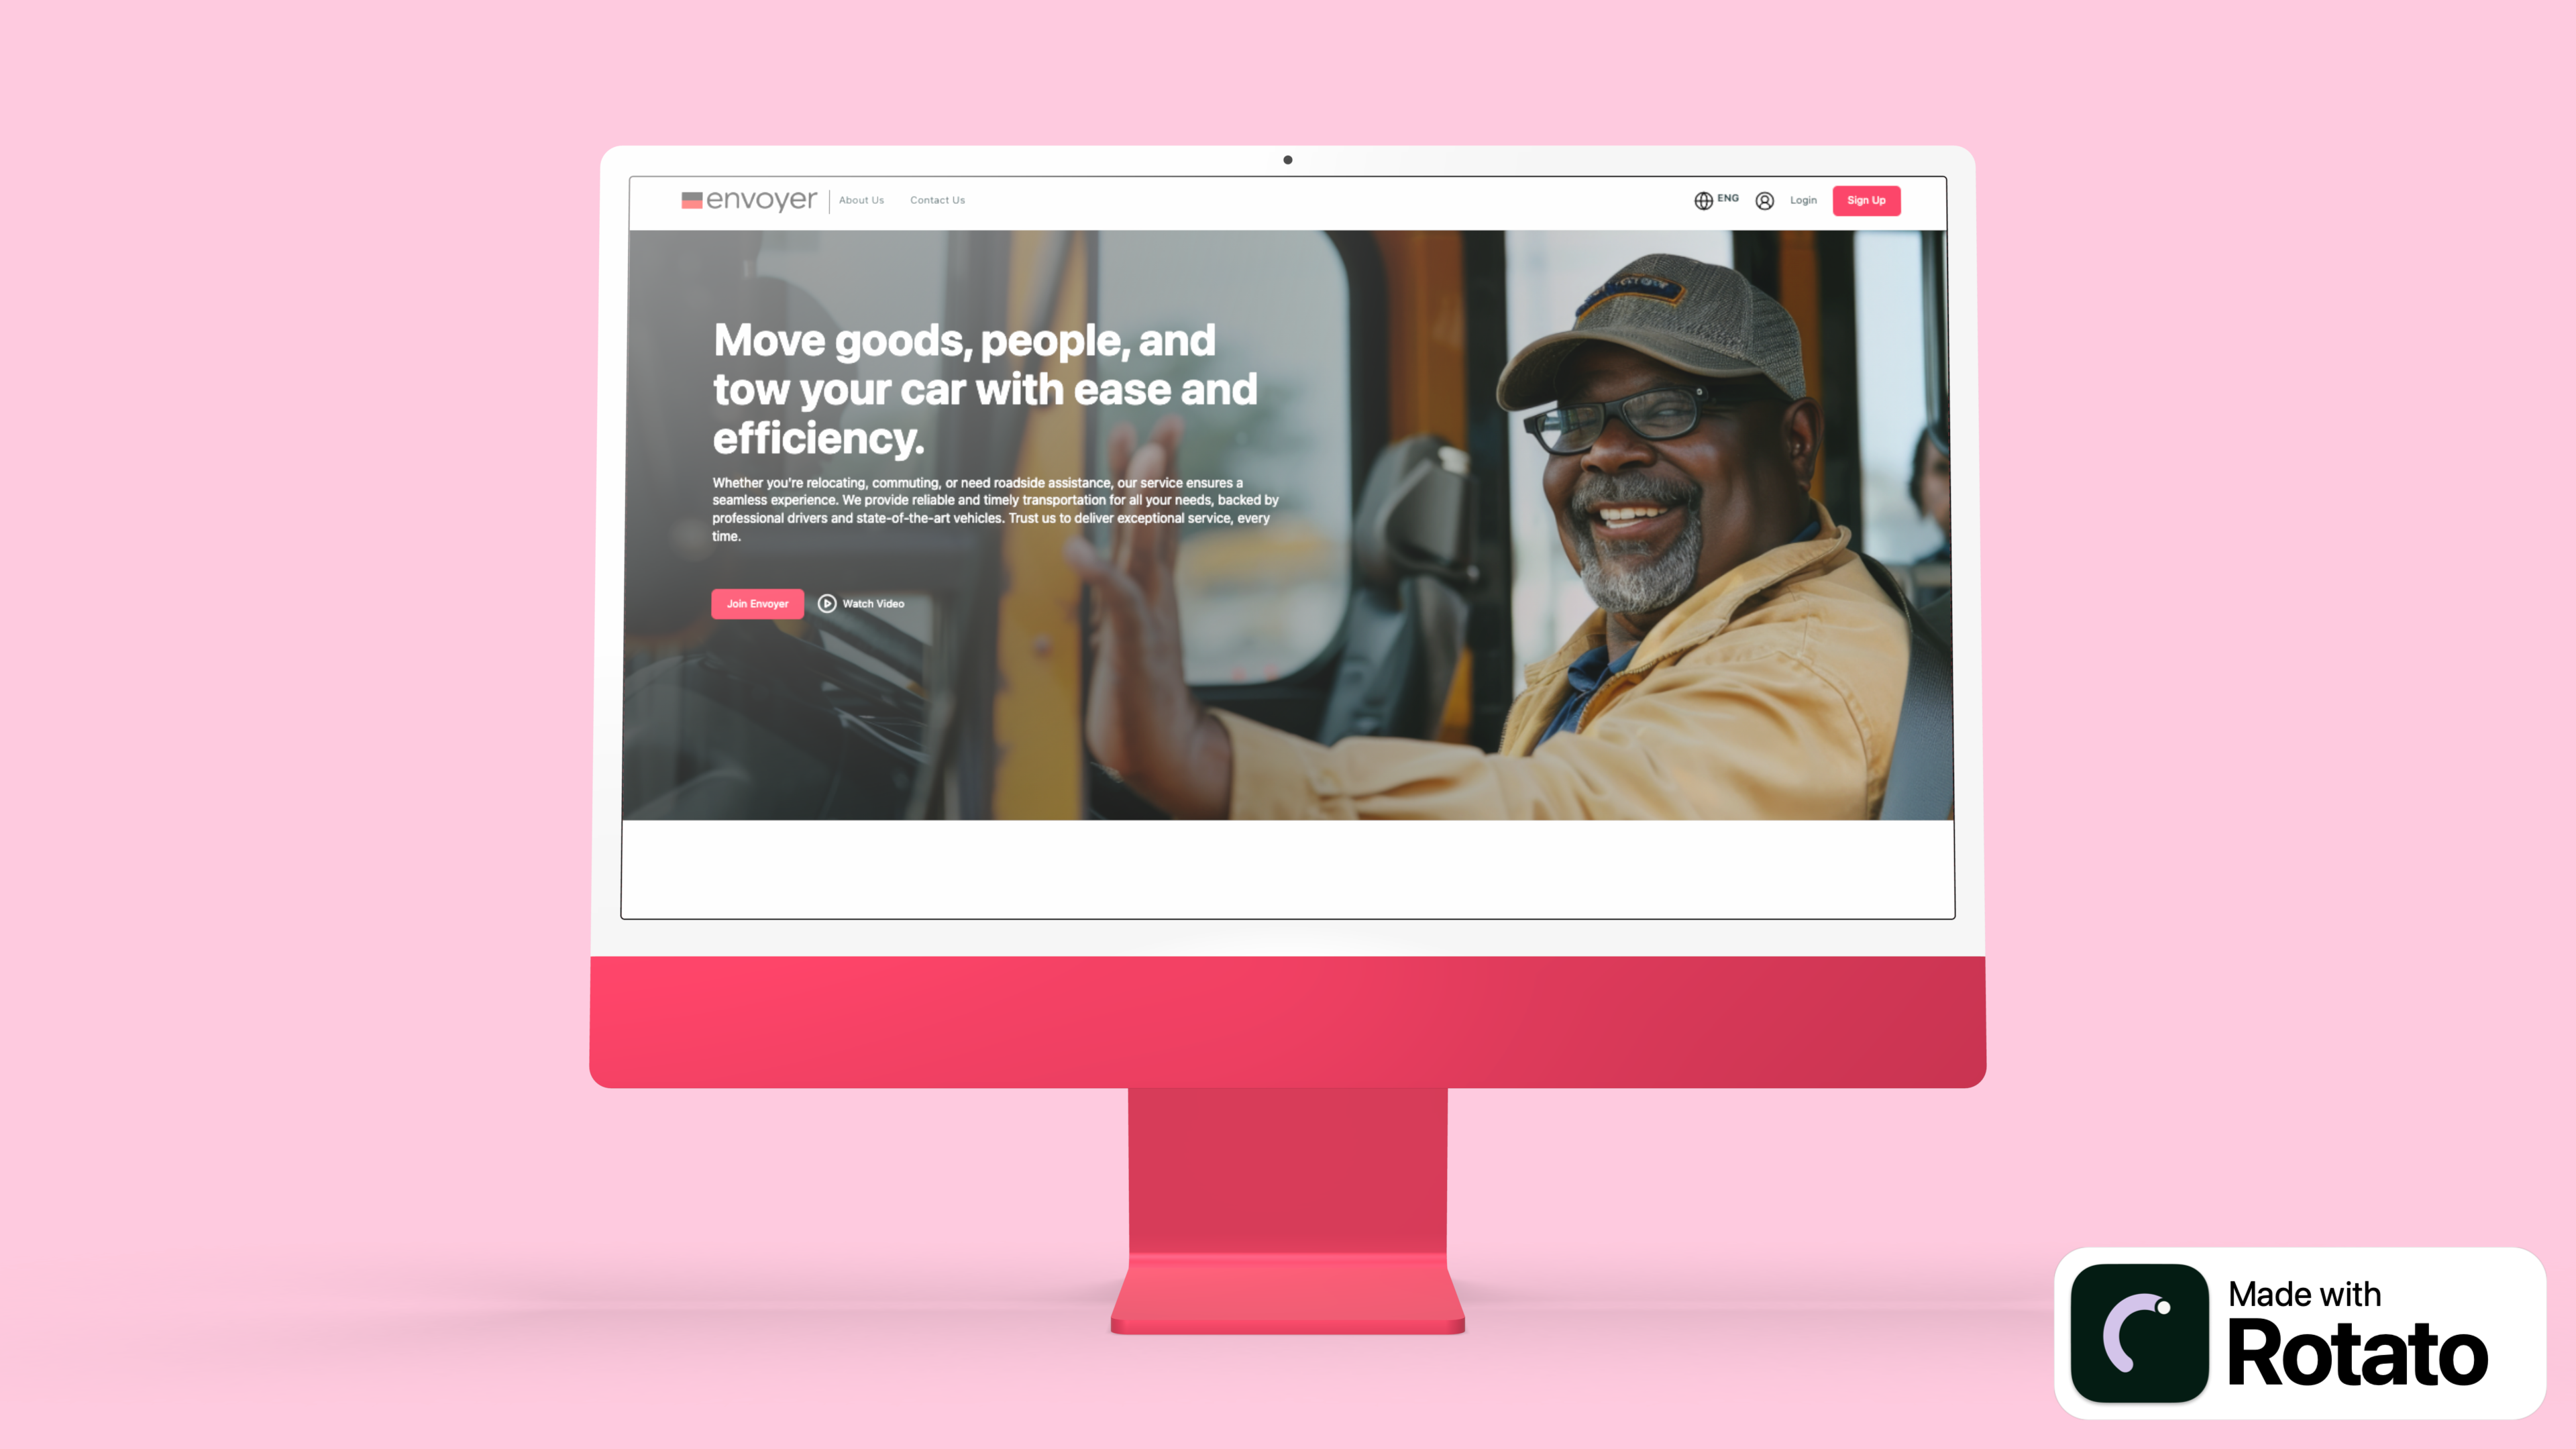 envoyer
About Us
Contact Us
ENG
Login
Sign Up
Move goods, people, and
tow your car with ease and
efficiency.
Whether you're relocating, commuting, or need roadside assistance, our service ensures a
seamless experience. We provide reliable and timely transportation for all your needs, backed by
professional drivers and state-of-the-art vehicles. Trust us to deliver exceptional service, every
time.
Join Envoyer
Watch Video
Made with
Rotato